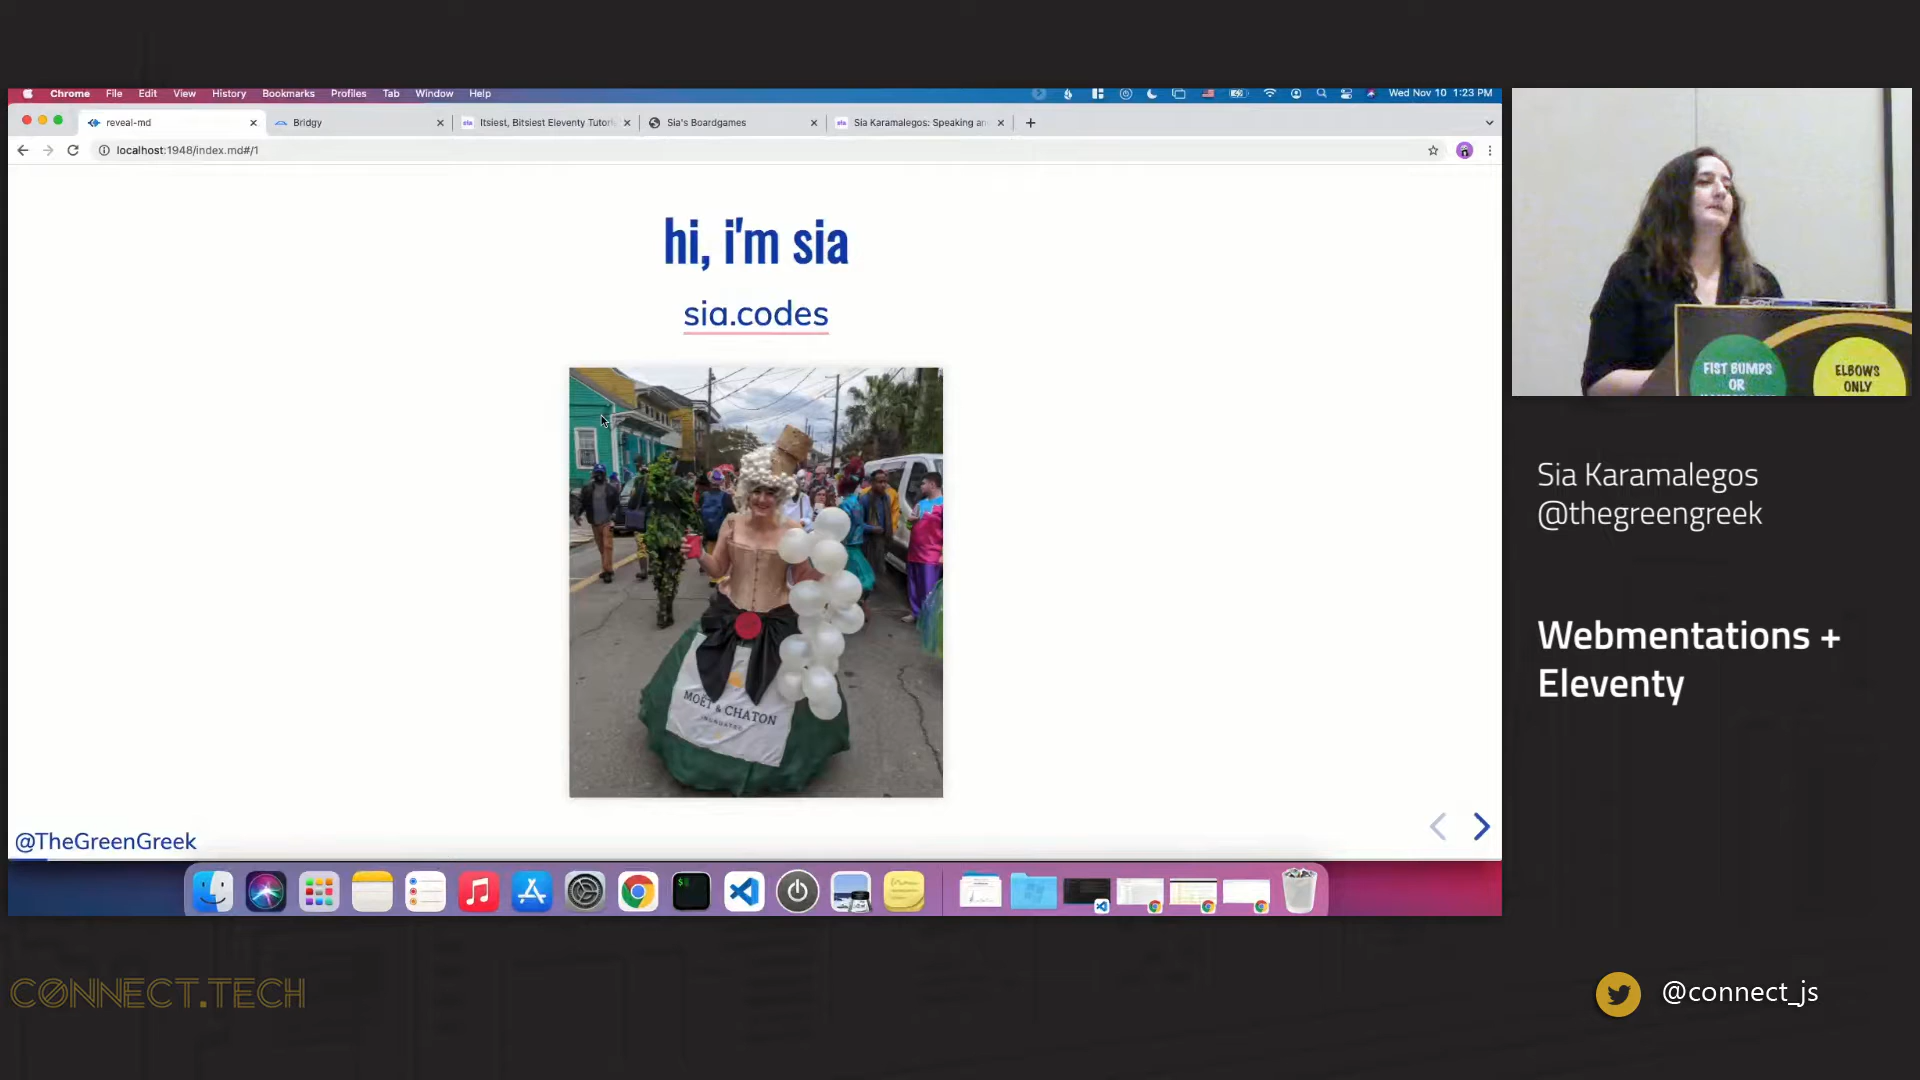 Chrome File Edit View History Bookmarks Profiles Tab Window Help
Wed Nov 10 1:23 PM
reveal-md
Bridgy
Itsiest, Bitsiest Eleventy Tutori
Sia's Boardgames
Sia Karamalegos: Speaking an
localhost:1948/index.md#/1
hi, i'm sia
sia.codes
MOËT & CHATON
@TheGreenGreek
FIST BUMPS
OR
ELBOWS
ONLY
Sia Karamalegos
@thegreengreek
Webmentations +
Eleventy
CONNECT.TECH
@connect_js